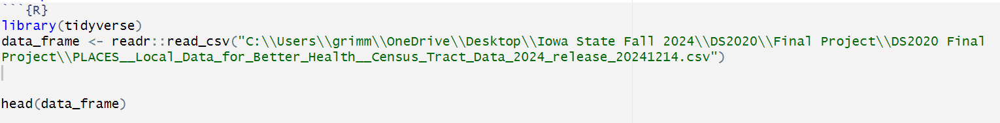 ```{R}
library(tidyverse)
data_frame <- readr::read_csv("C:\\Users\\grimm\\OneDrive\\Desktop\\Iowa State Fall 2024\\DS2020\\Final Project\\DS2020 Final
Project\\PLACES__Local_Data_for_Better_Health__Census_Tract_Data_2024_release_20241214.csv")
head(data_frame)